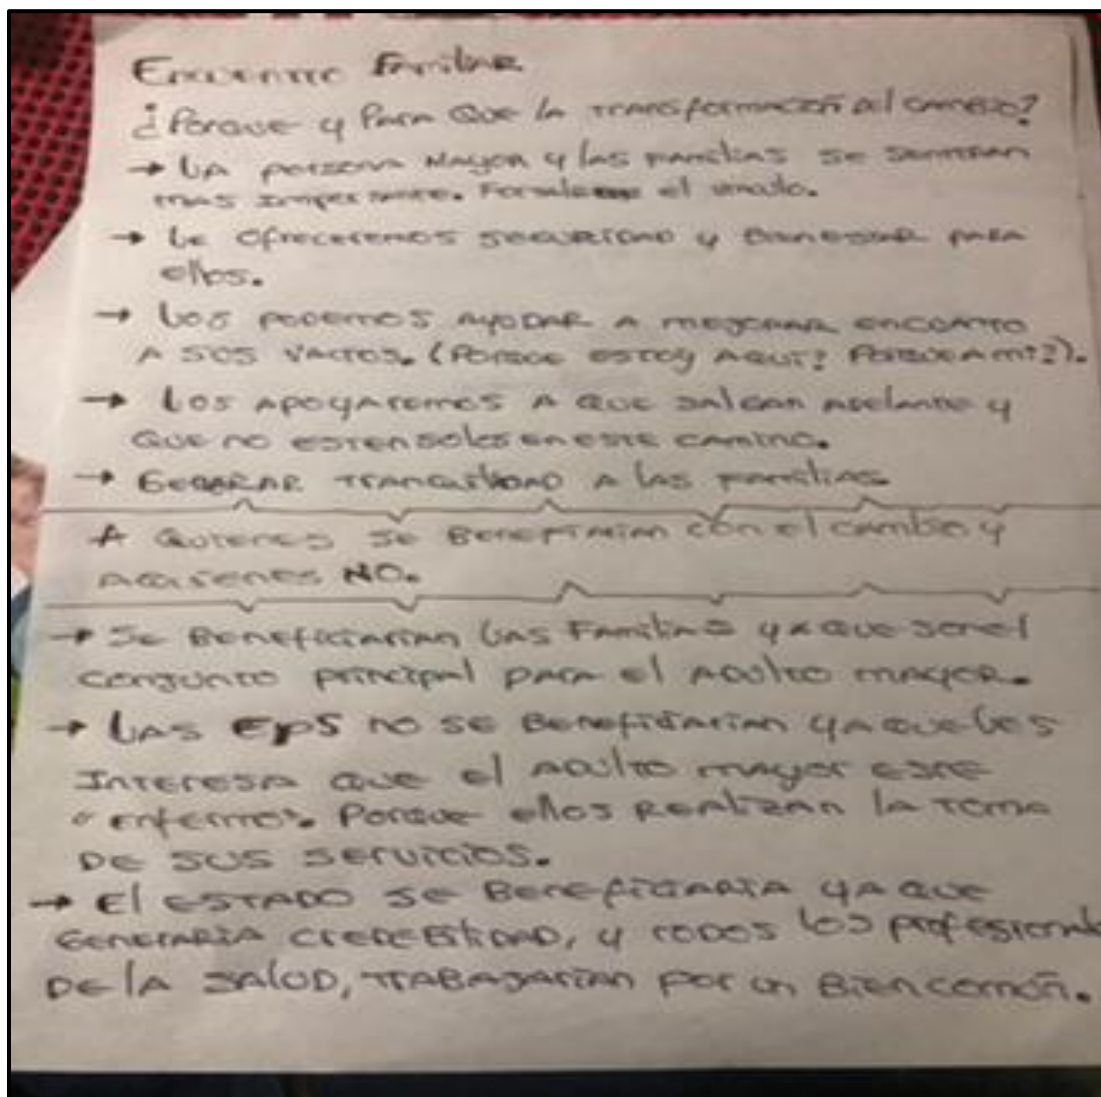 Encuentro Familiar
¿Porque y Para Que la transformación del cambio?
→ La persona Mayor y las familias se sentiran
mas importante. Fortalece el vinculo.
→ Le ofreceremos seguridad y bienestar para
ellos.
→ Los podemos ayudar a mejorar encuanto
a sus vacios. (Porque estoy aqui? Porque a mi?).
→ Los apoyaremos a que salgan adelante y
que no esten solos en este camino.
→ Generar tranquilidad a las familias.
A quienes se beneficiarian con el cambio y
aquienes NO.
→ Se beneficiarian las Familias ya que son el
conjunto principal para el adulto mayor.
→ Las EPS no se beneficiarian ya que les
interesa que el adulto mayor este
"enfermo". Porque ellos realizan la toma
de sus servicios.
→ El estado se beneficiaria ya que
generaria credebilidad, y todos los profesionale
de la salud, trabajarian por un bien común.